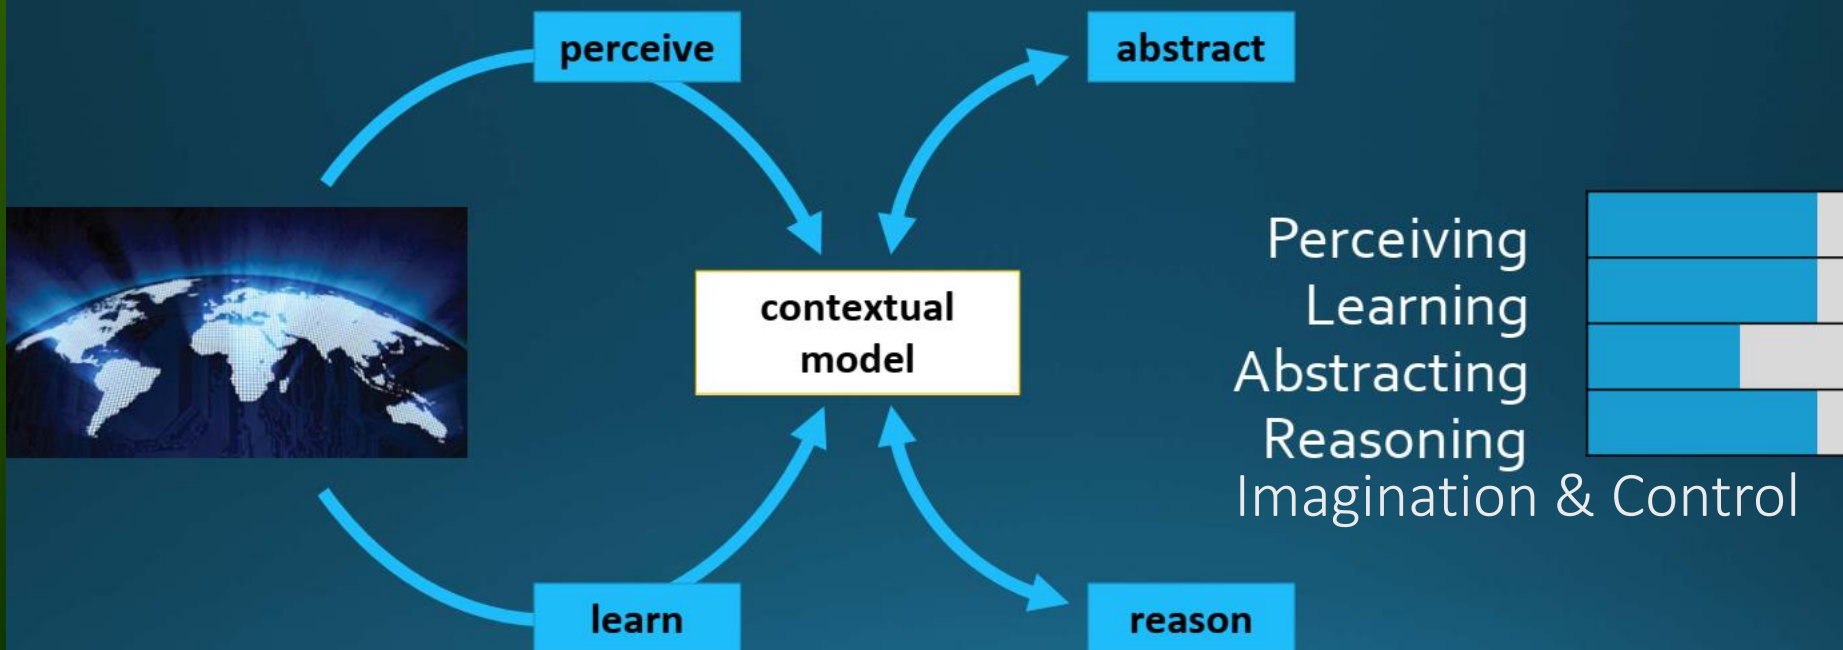 perceive
abstract
contextual
model
learn
reason
Perceiving
Learning
Abstracting
Reasoning
Imagination & Control